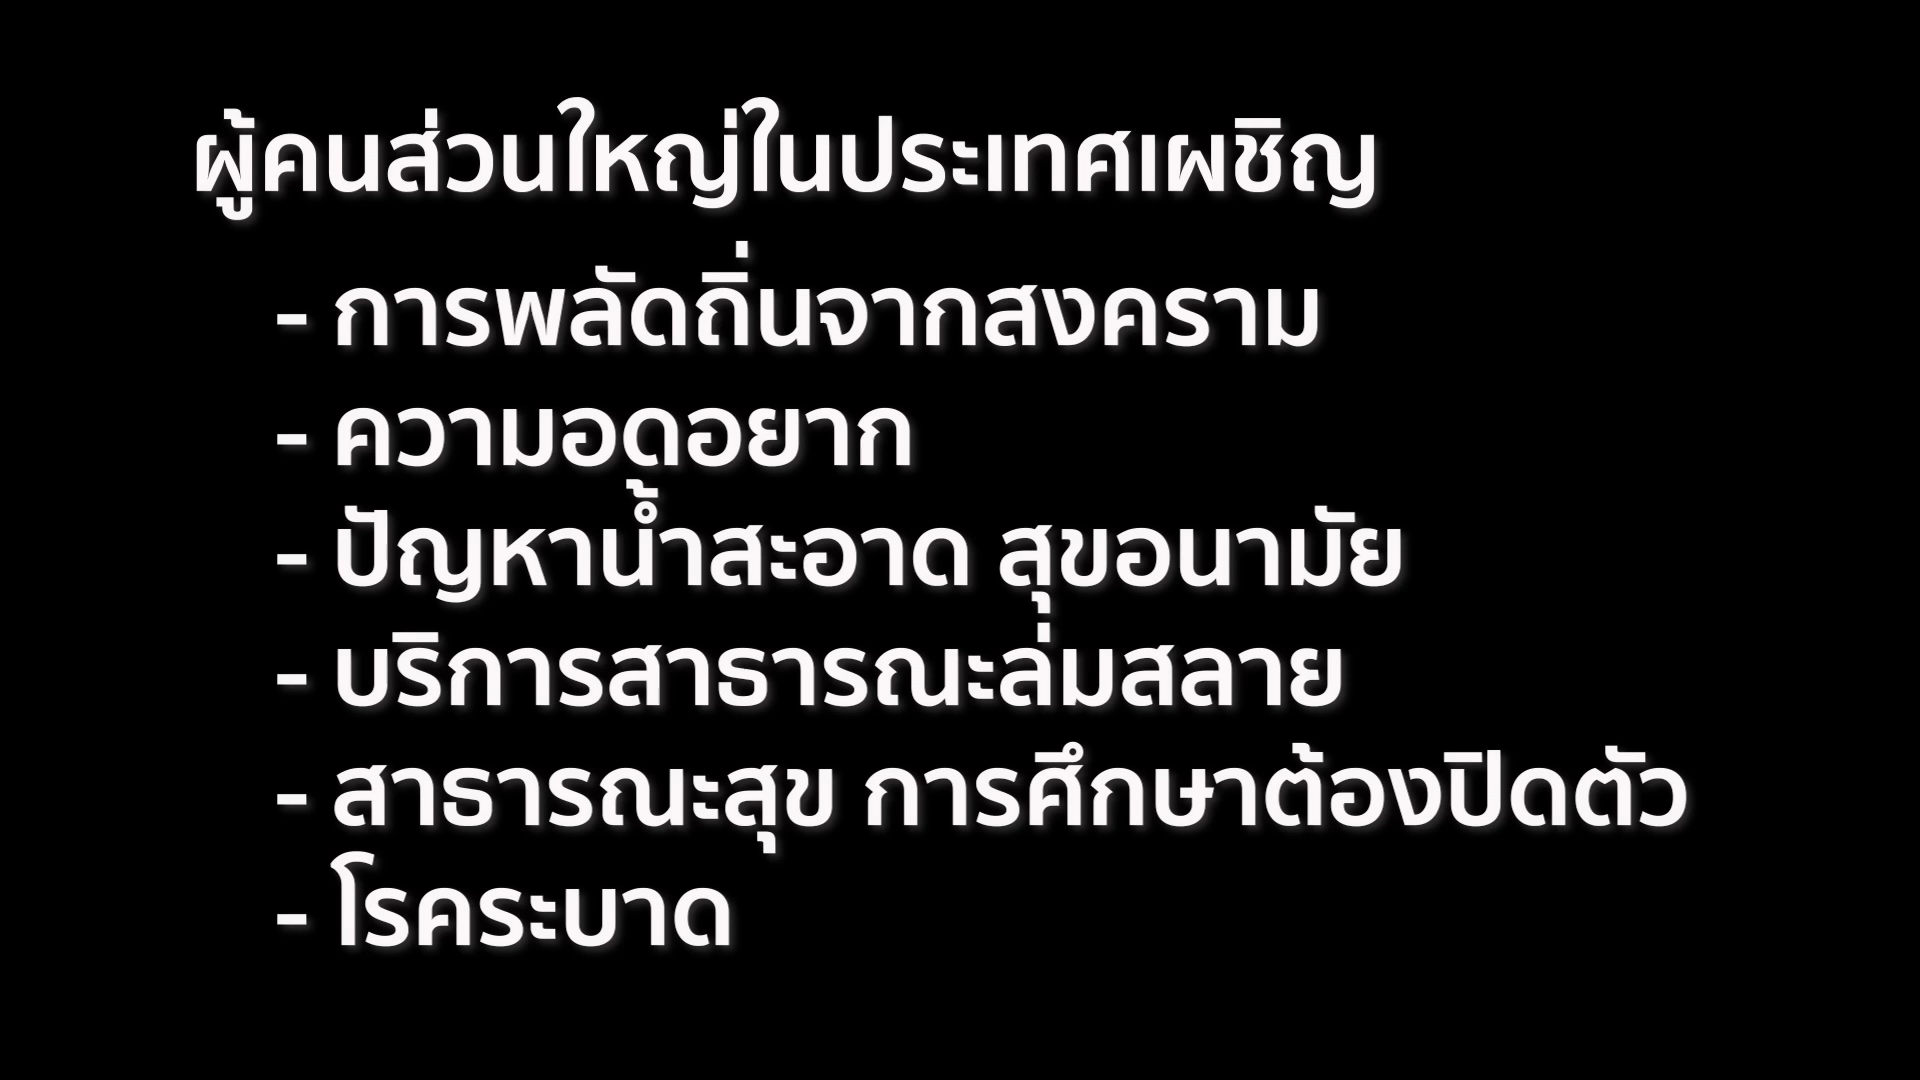 ผู้คนส่วนใหญ่ในประเทศเผชิญ
- การพลัดถิ่นจากสงคราม
- ความอดอยาก
- ปัญหาน้ำสะอาด สุขอนามัย
- บริการสาธารณะล่มสลาย
- สาธารณะสุข การศึกษาต้องปิดตัว
- โรคระบาด